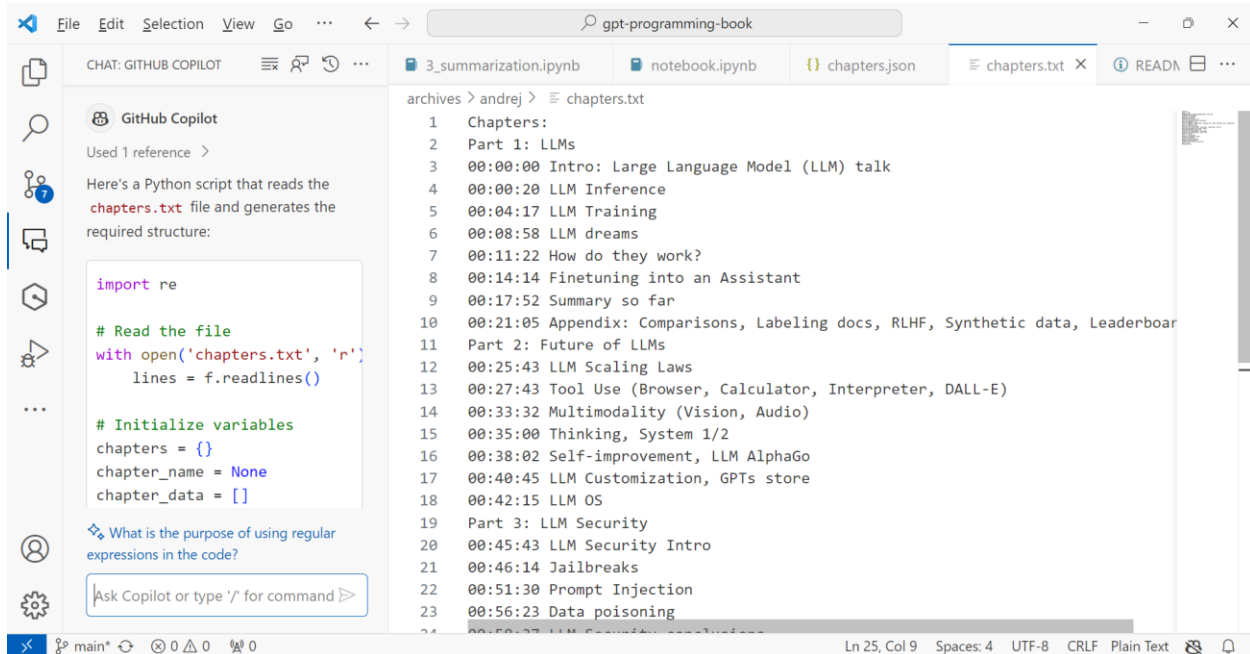 File Edit Selection View Go ··· gpt-programming-book
CHAT: GITHUB COPILOT
GitHub Copilot
Used 1 reference
Here's a Python script that reads the
chapters.txt file and generates the
required structure:
import re
# Read the file
with open('chapters.txt', 'r')
lines = f.readlines()
# Initialize variables
chapters = {}
chapter_name = None
chapter_data = []
What is the purpose of using regular
expressions in the code?
Ask Copilot or type '/' for command
7
3_summarization.ipynb notebook.ipynb {} chapters.json chapters.txt READ
archives > andrej > chapters.txt
1 Chapters:
2 Part 1: LLMs
3 00:00:00 Intro: Large Language Model (LLM) talk
4 00:00:20 LLM Inference
5 00:04:17 LLM Training
6 00:08:58 LLM dreams
7 00:11:22 How do they work?
8 00:14:14 Finetuning into an Assistant
9 00:17:52 Summary so far
10 00:21:05 Appendix: Comparisons, Labeling docs, RLHF, Synthetic data, Leaderboar
11 Part 2: Future of LLMs
12 00:25:43 LLM Scaling Laws
13 00:27:43 Tool Use (Browser, Calculator, Interpreter, DALL-E)
14 00:33:32 Multimodality (Vision, Audio)
15 00:35:00 Thinking, System 1/2
16 00:38:02 Self-improvement, LLM AlphaGo
17 00:40:45 LLM Customization, GPTs store
18 00:42:15 LLM OS
19 Part 3: LLM Security
20 00:45:43 LLM Security Intro
21 00:46:14 Jailbreaks
22 00:51:30 Prompt Injection
23 00:56:23 Data poisoning
24 00:58:37 LLM Security conclusions
main* 0 0 0 Ln 25, Col 9 Spaces: 4 UTF-8 CRLF Plain Text